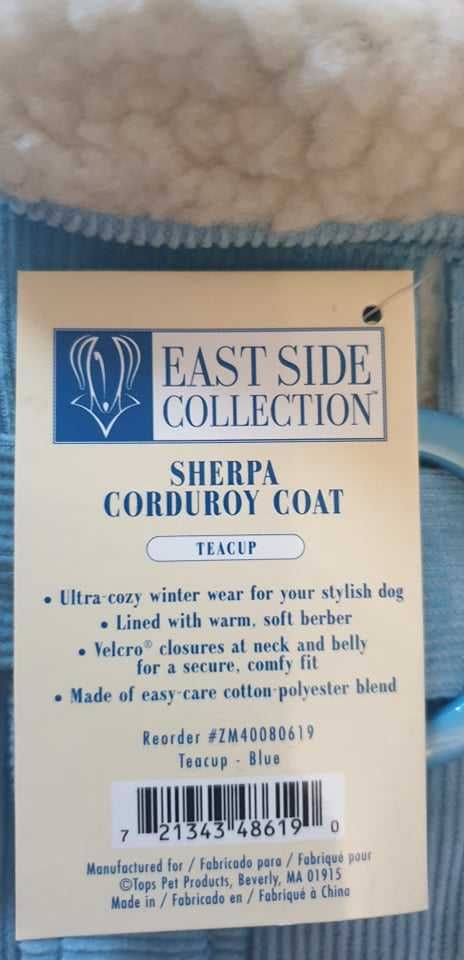 EAST SIDE
COLLECTION™
SHERPA
CORDUROY COAT
TEACUP
• Ultra-cozy winter wear for your stylish dog
• Lined with warm, soft berber
• Velcro® closures at neck and belly
for a secure, comfy fit
• Made of easy-care cotton-polyester blend
Reorder #ZM40080619
Teacup - Blue
7 21343 48619 0
Manufactured for / Fabricado para / Fabriqué pour
©Tops Pet Products, Beverly, MA 01915
Made in / Fabricado en / Fabriqué à China